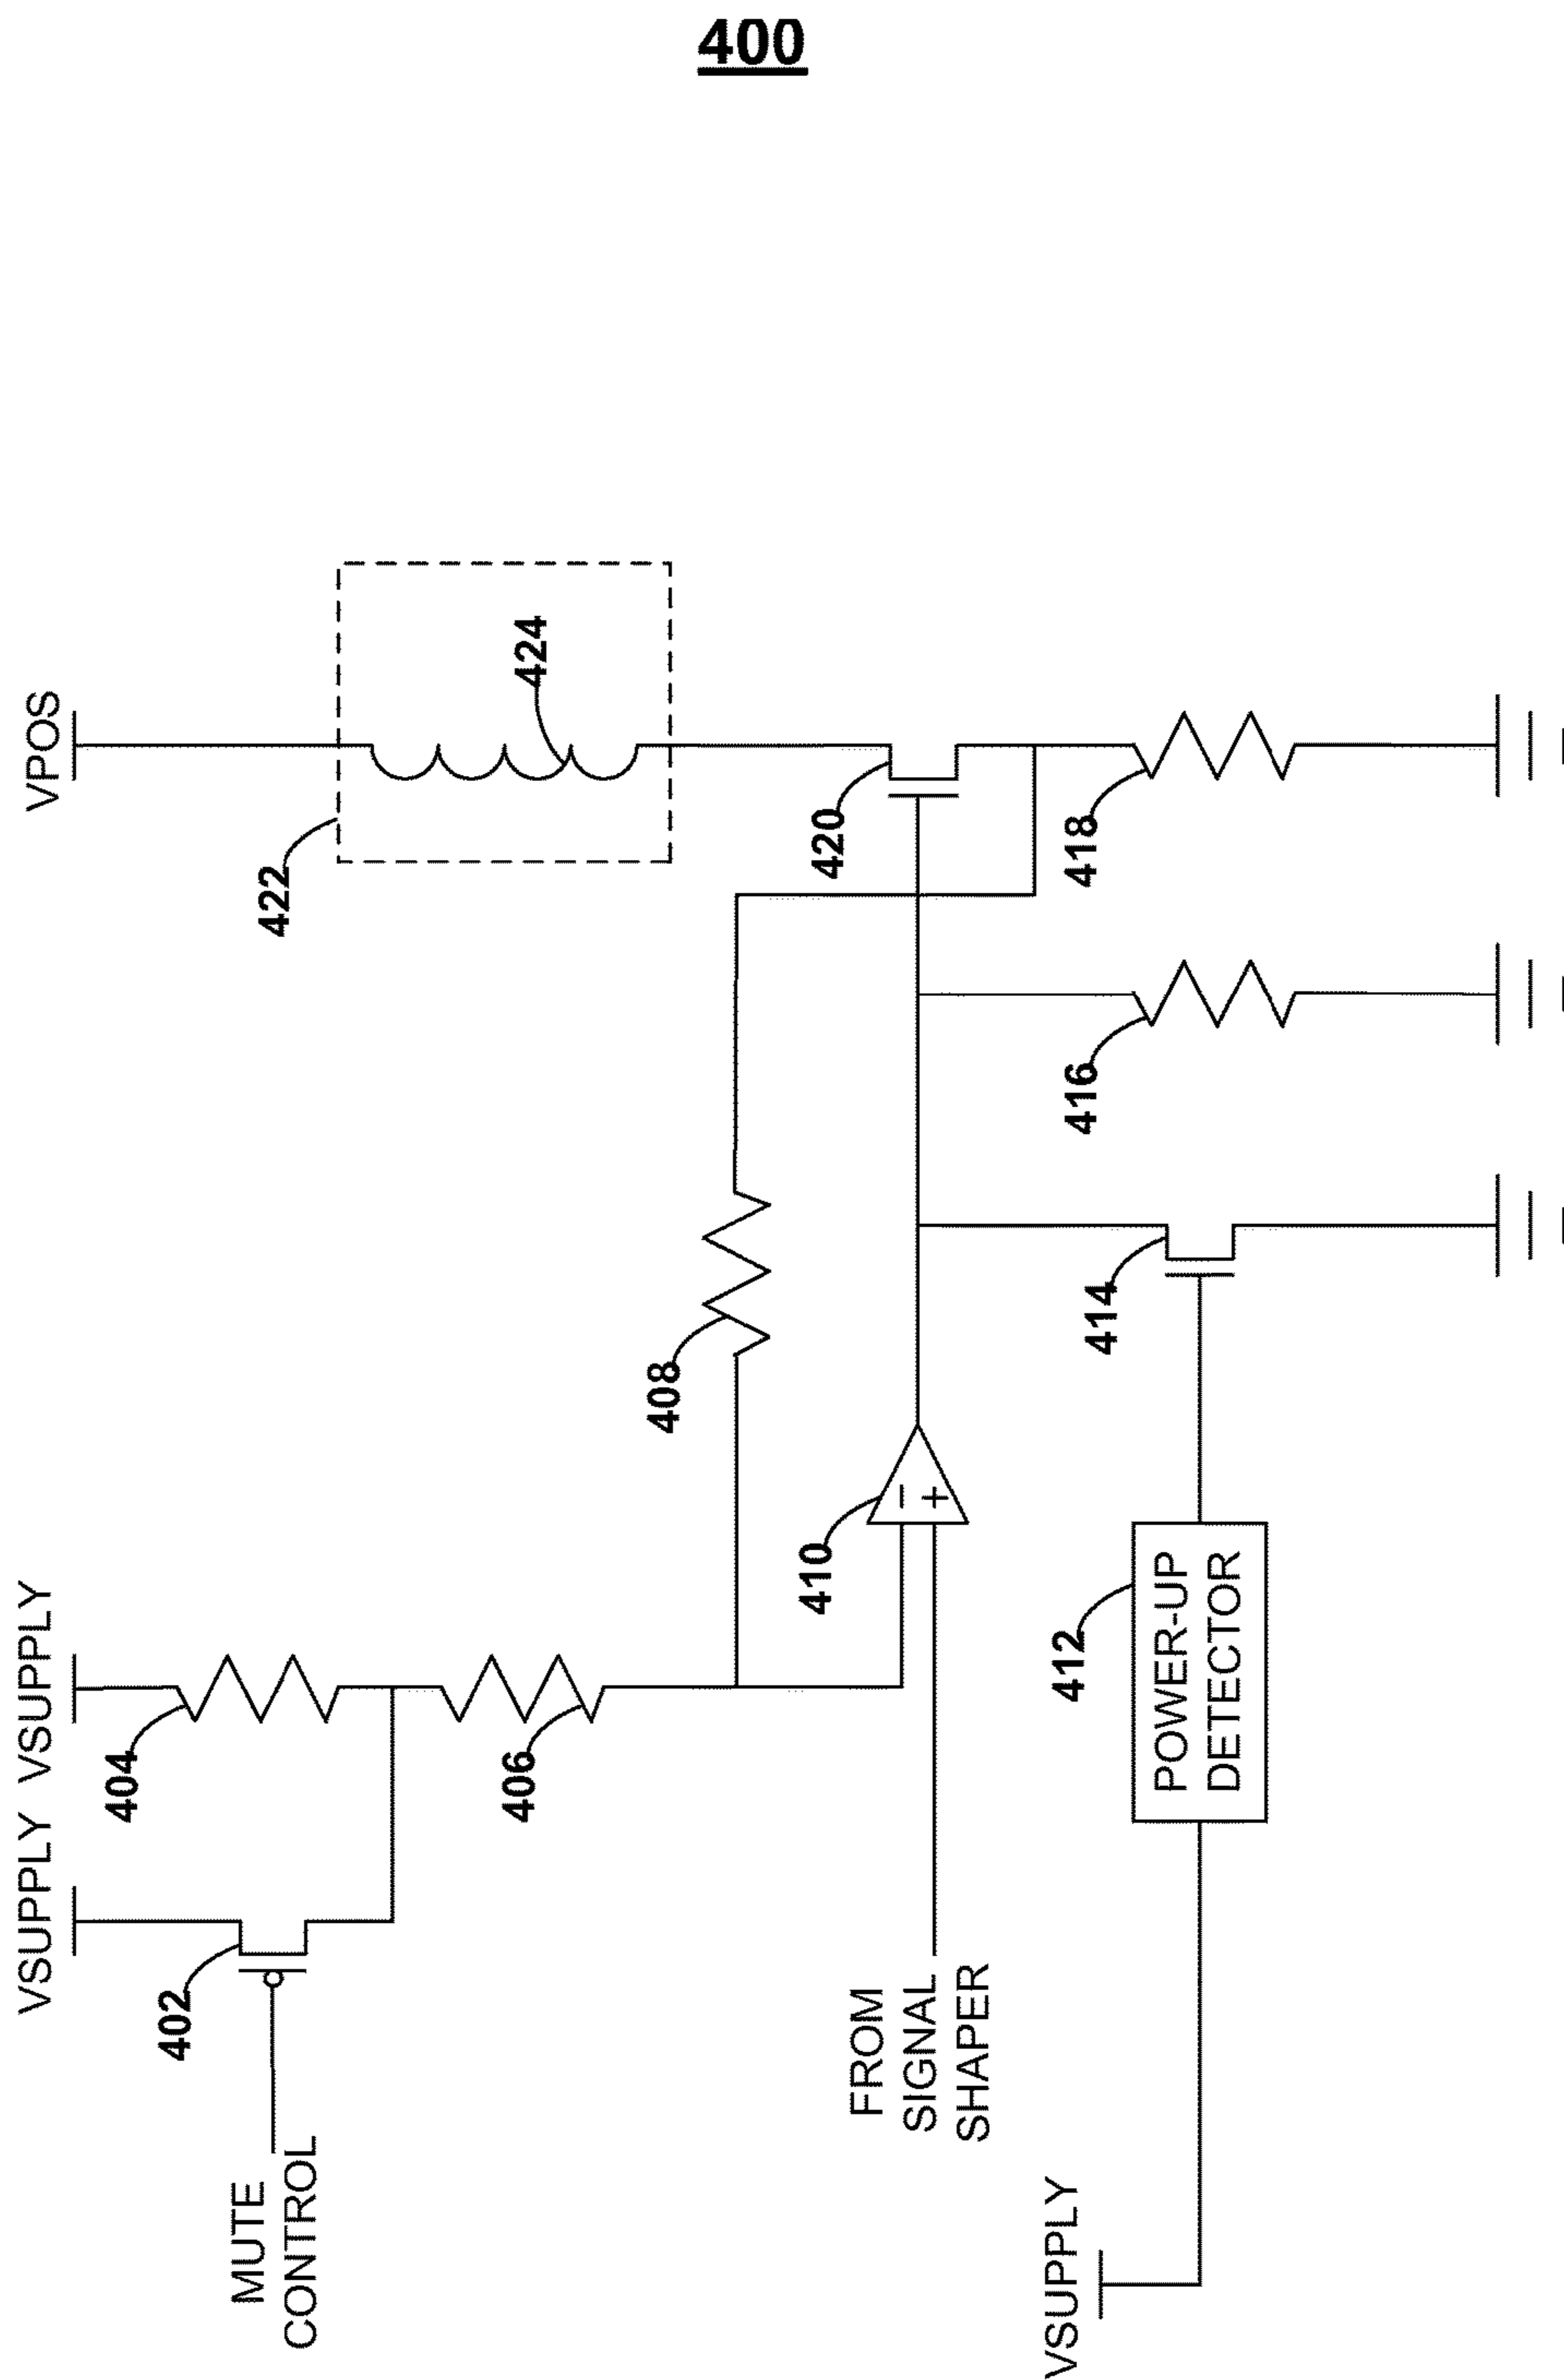 400
VPOS
422
424
420
418
416
408
414
410
VSUPPLY
404
406
412
POWER-UP
DETECTOR
VSUPPLY
402
MUTE
CONTROL
FROM
SIGNAL
SHAPER
VSUPPLY
−
+